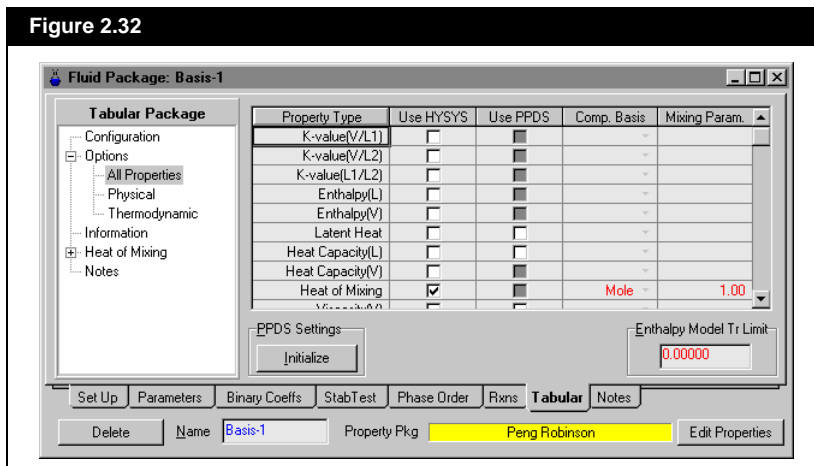 Figure 2.32
Fluid Package: Basis-1
Tabular Package
Configuration
Options
All Properties
Physical
Thermodynamic
Information
Heat of Mixing
Notes
Property Type Use HYSYS Use PPDS Comp. Basis Mixing Param.
K-value(V/L1)
K-value(V/L2)
K-value(L1/L2)
Enthalpy(L)
Enthalpy(V)
Latent Heat
Heat Capacity(L)
Heat Capacity(V)
Heat of Mixing Mole 1.00
PPDS Settings
Initialize
Enthalpy Model Tr Limit
0.00000
Set Up Parameters Binary Coeffs StabTest Phase Order Rxns Tabular Notes
Delete Name Basis-1 Property Pkg Peng Robinson Edit Properties